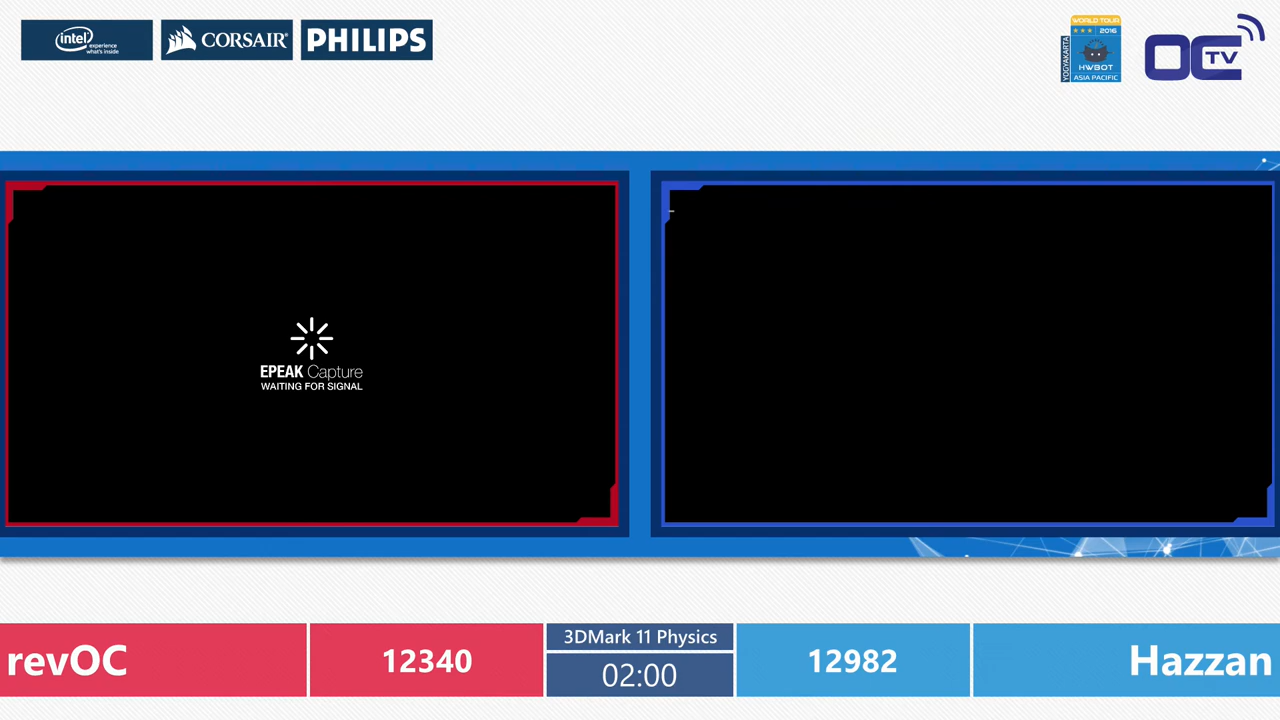 intel experience what's inside
CORSAIR
PHILIPS
WORLD TOUR
2016
YOGYAKARTA
HWBOT
ASIA PACIFIC
OC TV
EPEAK Capture
WAITING FOR SIGNAL
revOC
12340
3DMark 11 Physics
02:00
12982
Hazzan